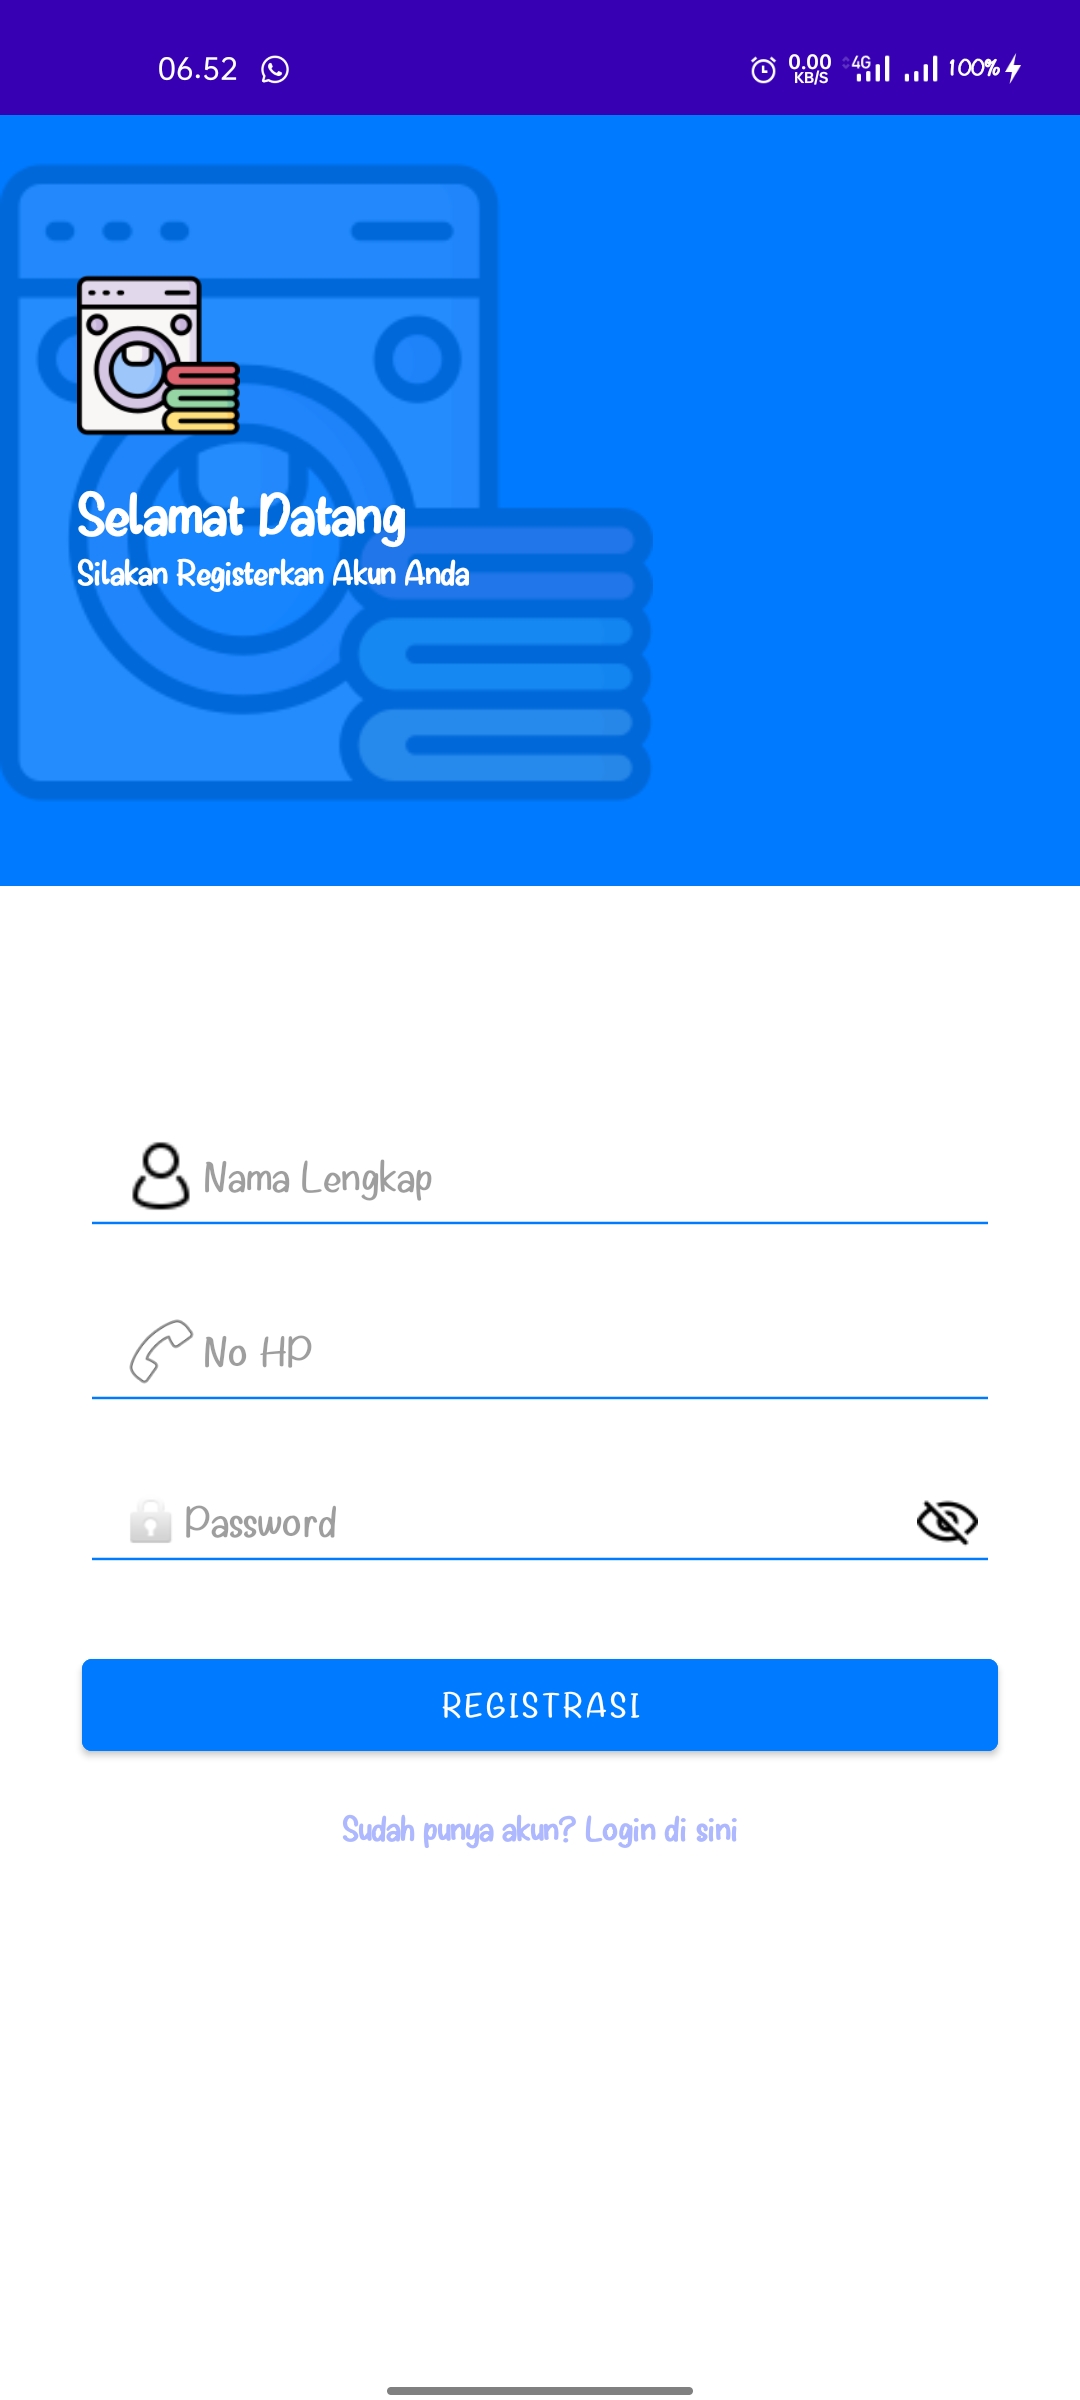 06.52
0.00 KB/S 4G 100%
Selamat Datang
Silakan Registerkan Akun Anda
Nama Lengkap
No HP
Password
REGISTRASI
Sudah punya akun? Login di sini